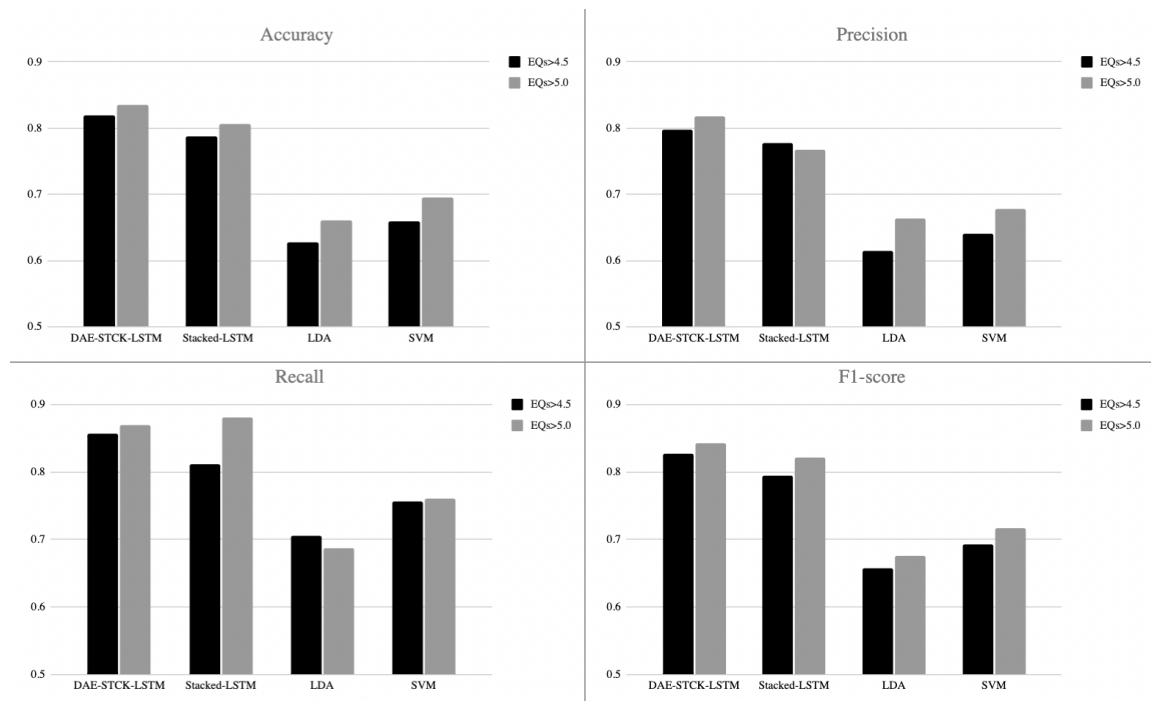 Accuracy
EQs>4.5
EQs>5.0
0.9
0.8
0.7
0.6
0.5
DAE-STCK-LSTM Stacked-LSTM LDA SVM
Precision
EQs>4.5
EQs>5.0
0.9
0.8
0.7
0.6
0.5
DAE-STCK-LSTM Stacked-LSTM LDA SVM
Recall
EQs>4.5
EQs>5.0
0.9
0.8
0.7
0.6
0.5
DAE-STCK-LSTM Stacked-LSTM LDA SVM
F1-score
EQs>4.5
EQs>5.0
0.9
0.8
0.7
0.6
0.5
DAE-STCK-LSTM Stacked-LSTM LDA SVM